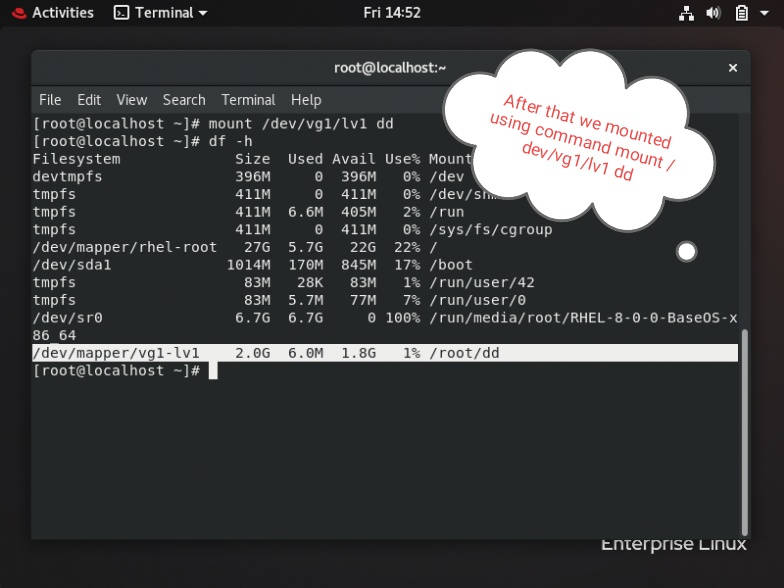 Activities Terminal Fri 14:52
root@localhost:~
File Edit View Search Terminal Help
[root@localhost ~]# mount /dev/vg1/lv1 dd
[root@localhost ~]# df -h
Filesystem Size Used Avail Use% Mount
devtmpfs 396M 0 396M 0% /dev
tmpfs 411M 0 411M 0% /dev/shm
tmpfs 411M 6.6M 405M 2% /run
tmpfs 411M 0 411M 0% /sys/fs/cgroup
/dev/mapper/rhel-root 27G 5.7G 22G 22% /
/dev/sda1 1014M 170M 845M 17% /boot
tmpfs 83M 28K 83M 1% /run/user/42
tmpfs 83M 5.7M 77M 7% /run/user/0
/dev/sr0 6.7G 6.7G 0 100% /run/media/root/RHEL-8-0-0-BaseOS-x
86_64
/dev/mapper/vg1-lv1 2.0G 6.0M 1.8G 1% /root/dd
[root@localhost ~]#
After that we mounted
using command mount /
dev/vg1/lv1 dd
Enterprise Linux